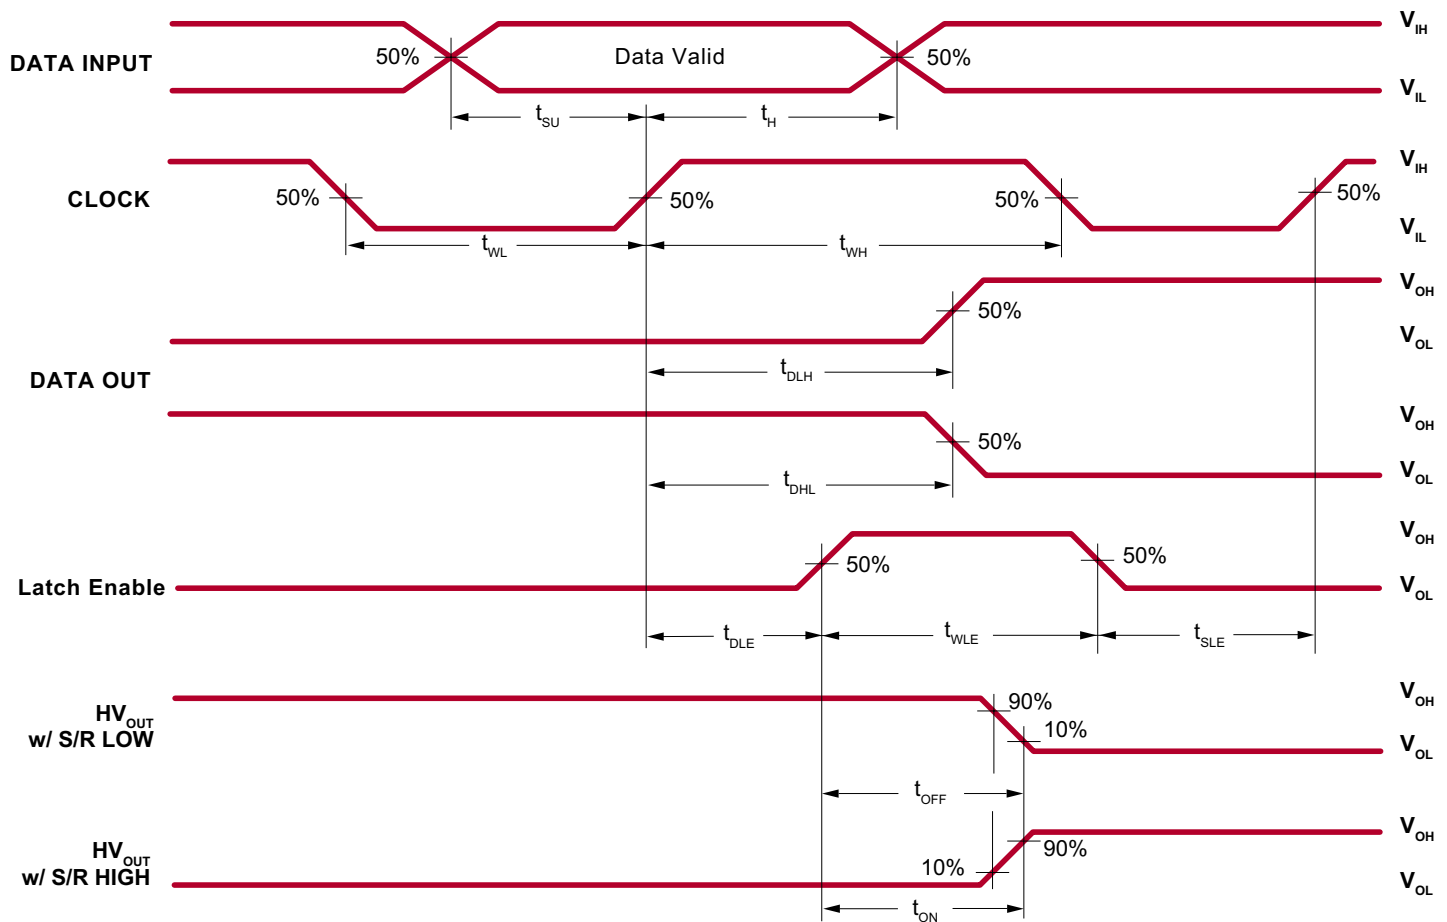 V_IH
DATA INPUT 50% Data Valid 50%
V_IL
t_SU t_H
V_IH
CLOCK 50% 50% 50% 50%
V_IL
t_WL t_WH
V_OH
50%
V_OL
DATA OUT t_DLH
V_OH
50%
V_OL
t_DHL
V_OH
50% 50%
Latch Enable V_OL
t_DLE t_WLE t_SLE
V_OH
HV_OUT 90%
w/ S/R LOW 10%
V_OL
t_OFF
V_OH
HV_OUT 90%
w/ S/R HIGH 10%
V_OL
t_ON